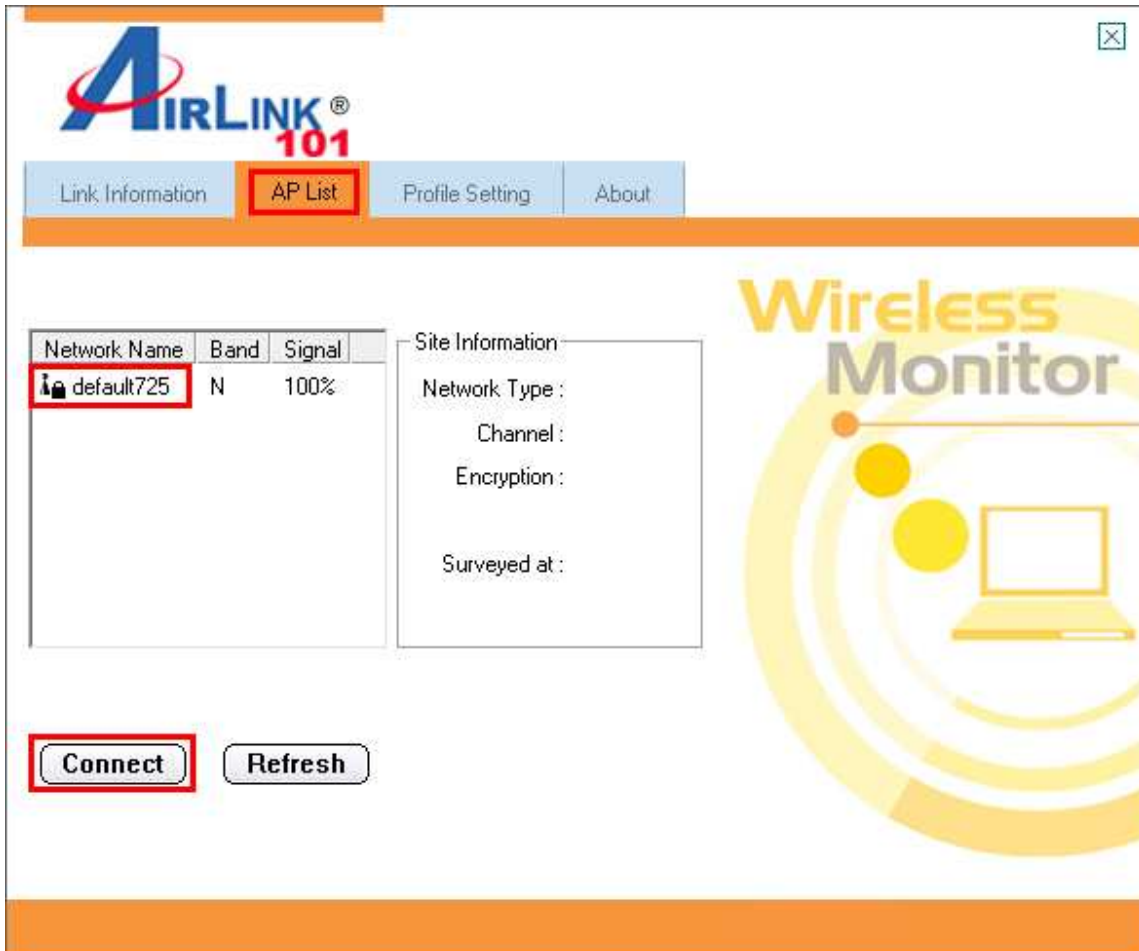 AIRLINK®
101
Link Information AP List Profile Setting About
Wireless
Monitor
Network Name Band Signal
default725 N 100%
Site Information
Network Type :
Channel :
Encryption :
Surveyed at :
Connect Refresh